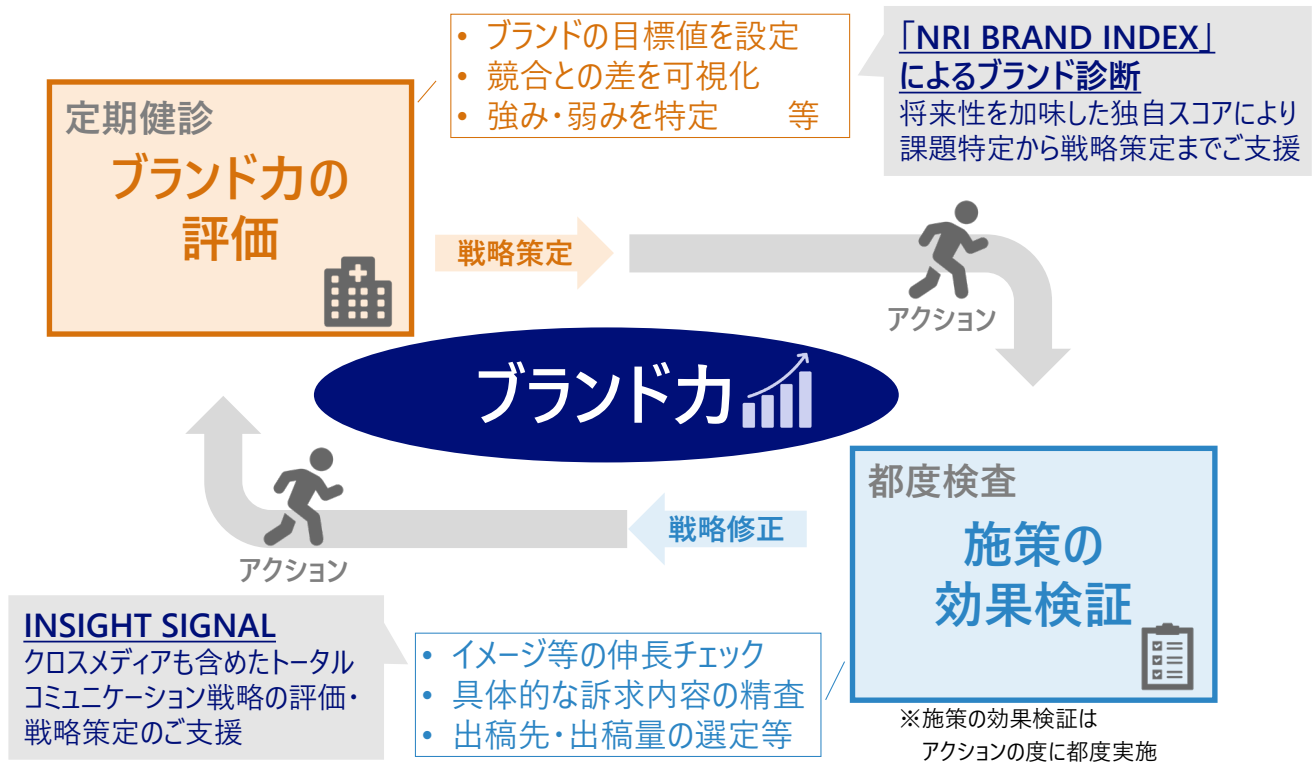 定期健診
ブランド力の
評価
• ブランドの目標値を設定
• 競合との差を可視化
• 強み・弱みを特定　　等
「NRI BRAND INDEX」
によるブランド診断
将来性を加味した独自スコアにより
課題特定から戦略策定までご支援
戦略策定
アクション
ブランド力
都度検査
施策の
効果検証
※施策の効果検証は
アクションの度に都度実施
戦略修正
アクション
INSIGHT SIGNAL
クロスメディアも含めたトータル
コミュニケーション戦略の評価・
戦略策定のご支援
• イメージ等の伸長チェック
• 具体的な訴求内容の精査
• 出稿先・出稿量の選定等